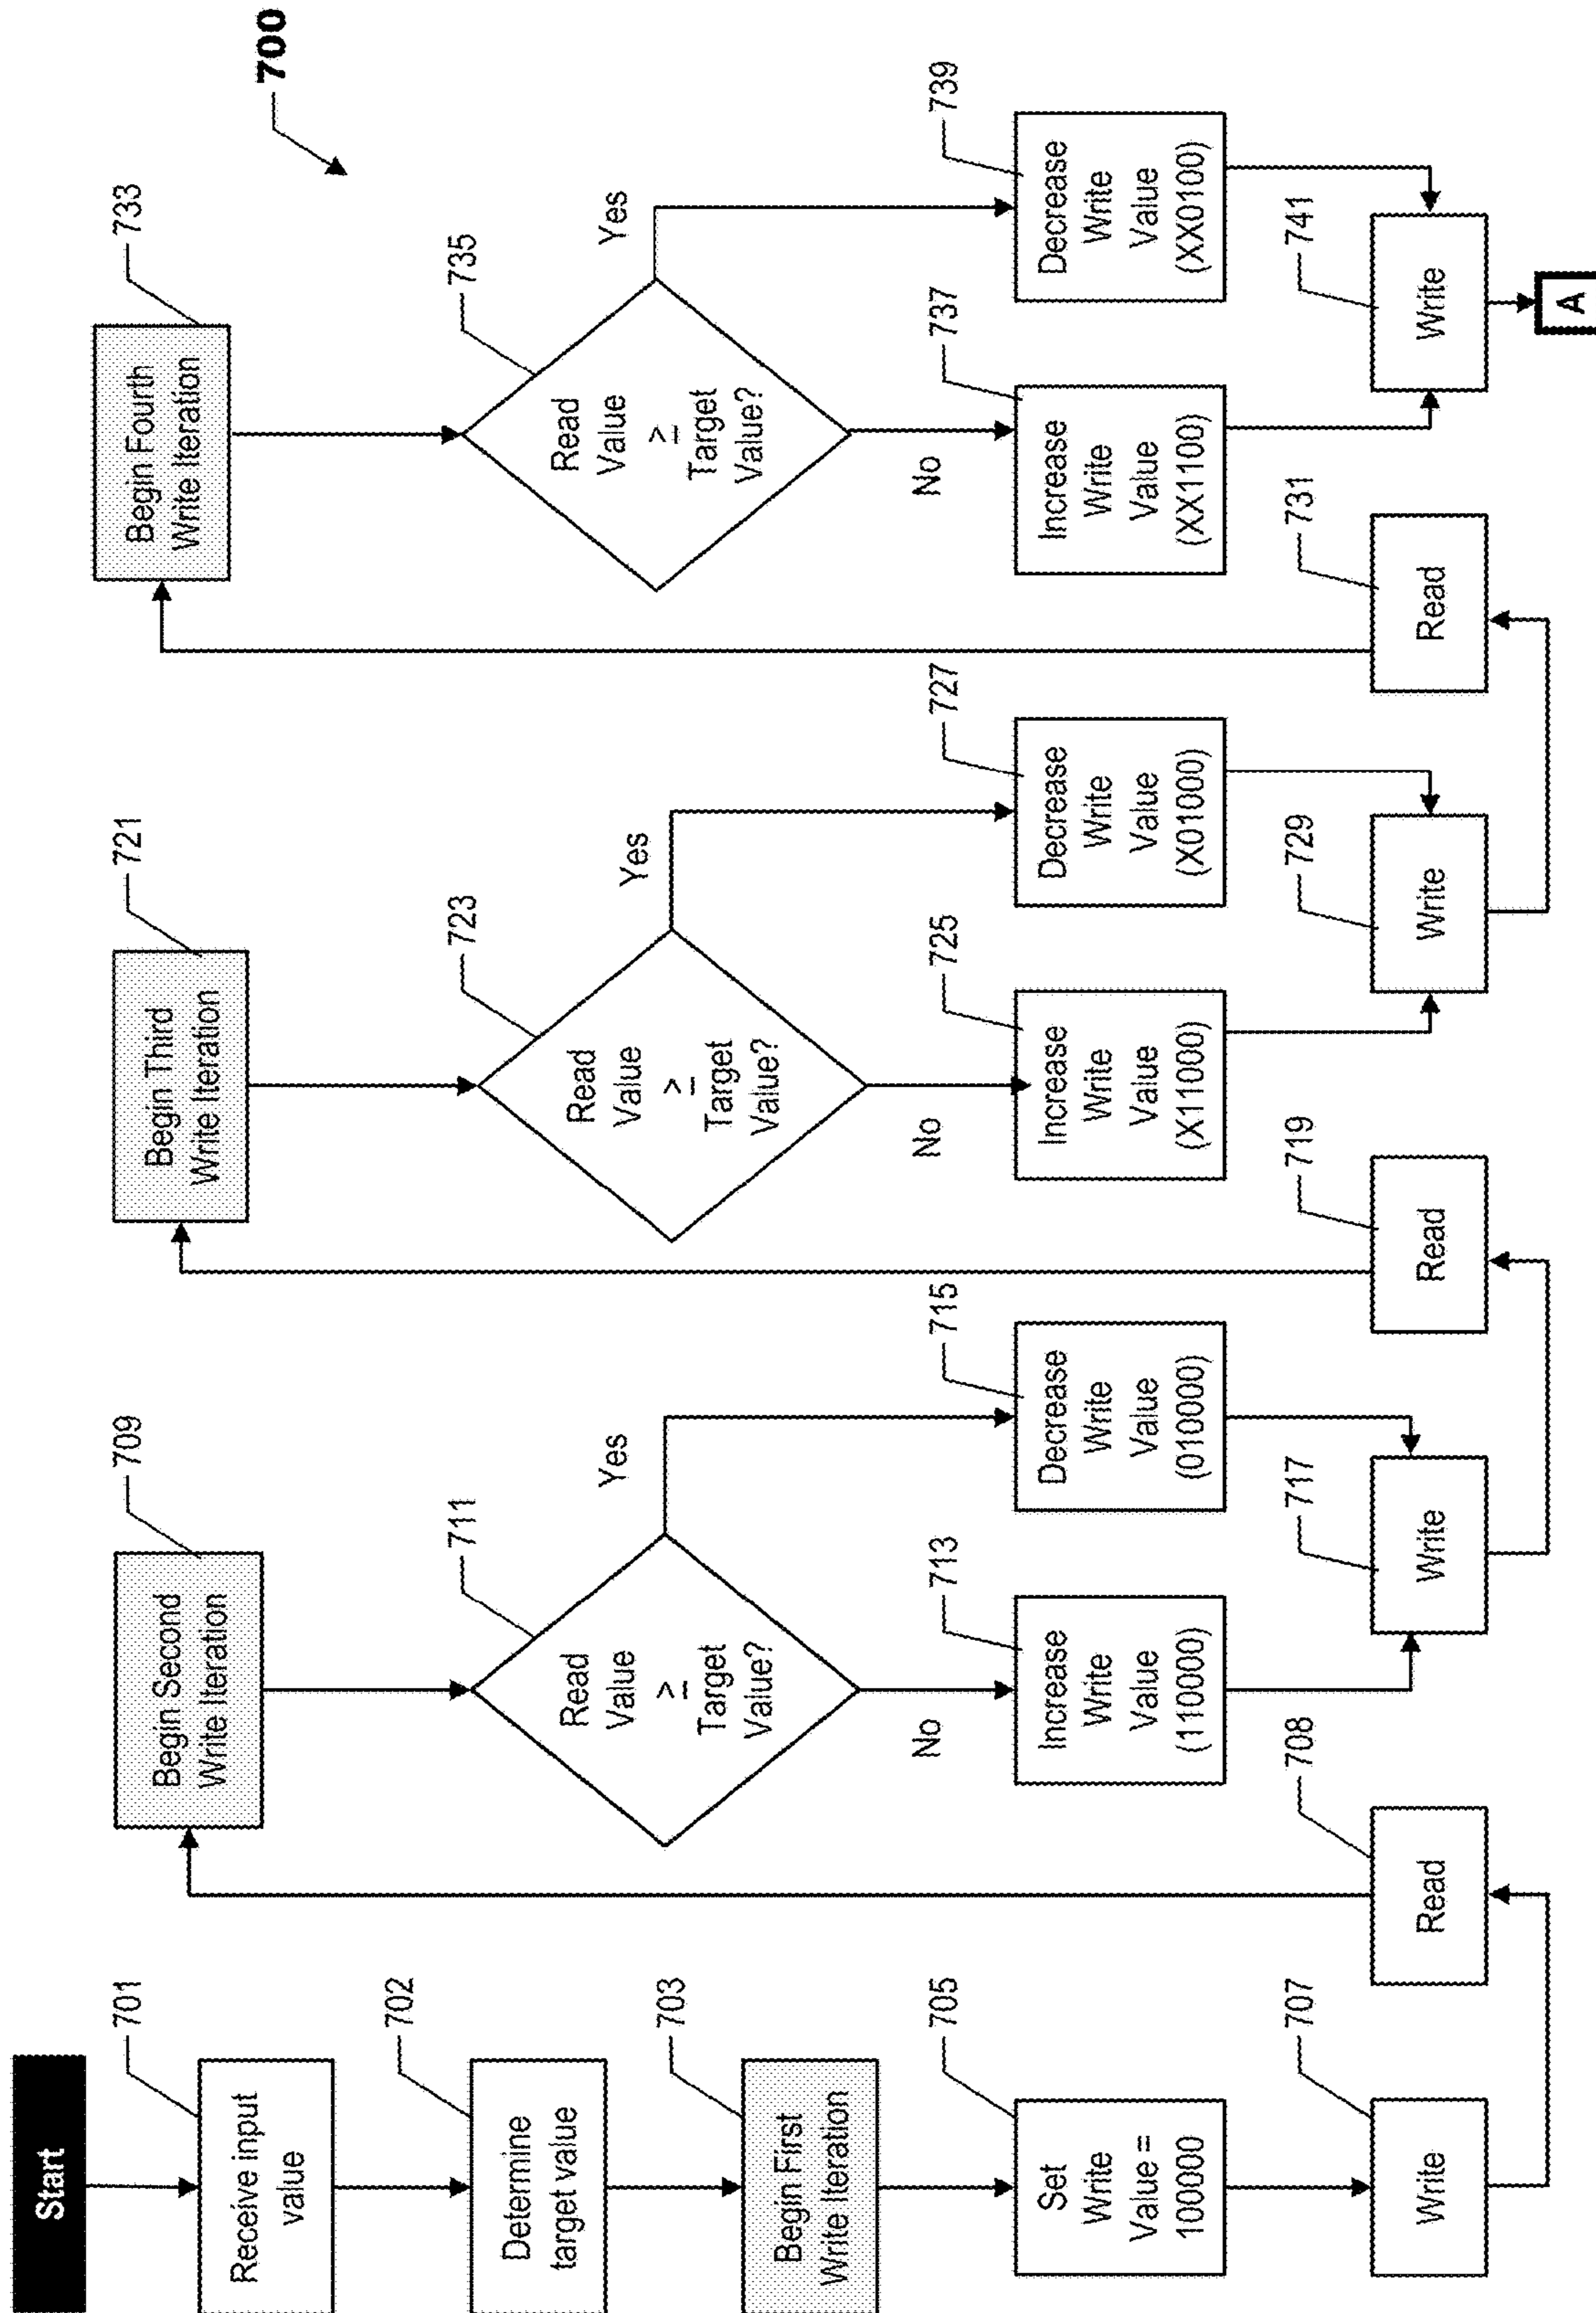 700
Start
701
Receive input
value
702
Determine
target value
703
Begin First
Write Iteration
705
Set
Write
Value =
100000
707
Write
708
Read
709
Begin Second
Write Iteration
711
Read
Value
>
Target
Value?
No
Yes
713
Increase
Write
Value
(110000)
715
Decrease
Write
Value
(010000)
717
Write
719
Read
721
Begin Third
Write Iteration
723
Read
Value
≥
Target
Value?
No
Yes
725
Increase
Write
Value
(X11000)
727
Decrease
Write
Value
(X01000)
729
Write
731
Read
733
Begin Fourth
Write Iteration
735
Read
Value
≥
Target
Value?
No
Yes
737
Increase
Write
Value
(XX1100)
739
Decrease
Write
Value
(XX0100)
741
Write
A